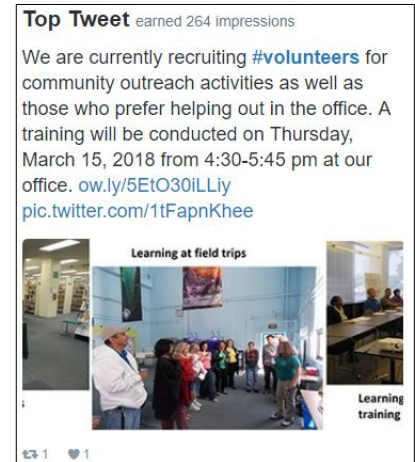 Top Tweet earned 264 impressions
We are currently recruiting #volunteers for
community outreach activities as well as
those who prefer helping out in the office. A
training will be conducted on Thursday,
March 15, 2018 from 4:30-5:45 pm at our
office. ow.ly/5EtO30iLLiy
pic.twitter.com/1tFapnKhee
Learning at field trips
s
Learning
training
1 1